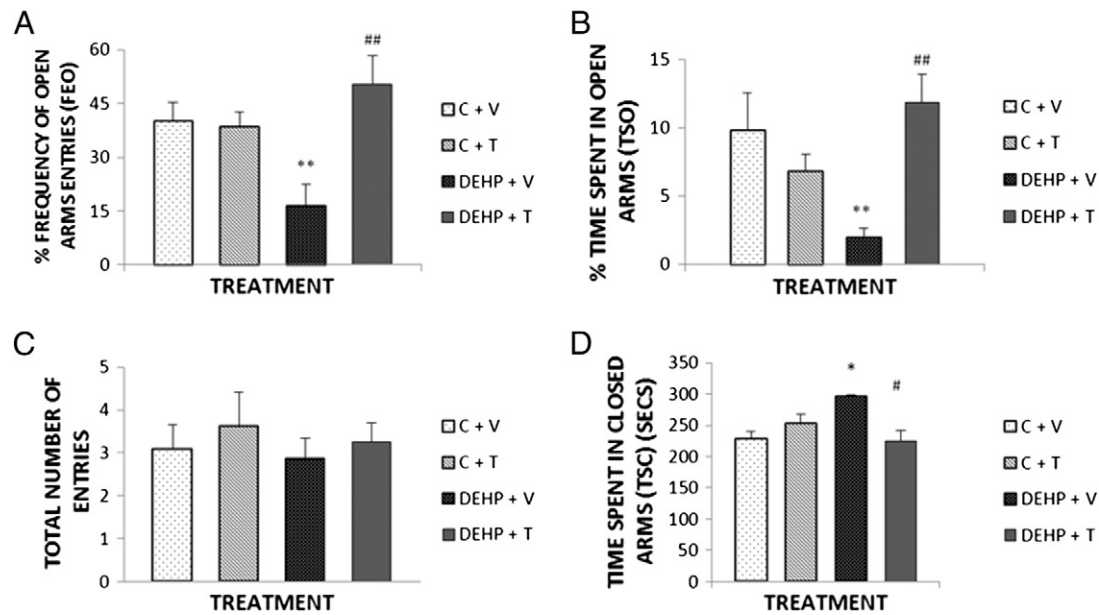 A
% FREQUENCY OF OPEN
ARMS ENTRIES (FEO)
60
45
30
15
0
**
##
TREATMENT
C + V
C + T
DEHP + V
DEHP + T
B
% TIME SPENT IN OPEN
ARMS (TSO)
15
10
5
0
**
##
TREATMENT
C + V
C + T
DEHP + V
DEHP + T
C
TOTAL NUMBER OF
ENTRIES
5
4
3
2
1
0
TREATMENT
C + V
C + T
DEHP + V
DEHP + T
D
TIME SPENT IN CLOSED
ARMS (TSC) (SECS)
350
300
250
200
150
100
50
0
*
#
TREATMENT
C + V
C + T
DEHP + V
DEHP + T